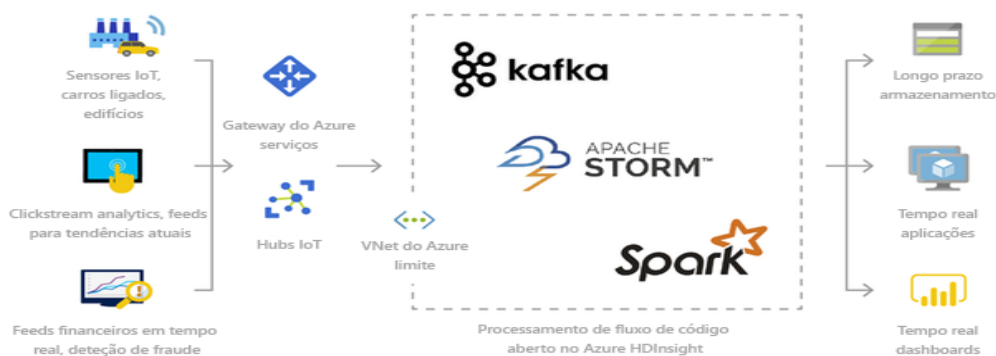 Sensores IoT,
carros ligados,
edifícios
Clickstream analytics, feeds
para tendências atuais
Feeds financeiros em tempo
real, deteção de fraude
Gateway do Azure
serviços
Hubs IoT
VNet do Azure
limite
kafka
APACHE
STORM™
Spark
Processamento de fluxo de código
aberto no Azure HDInsight
Longo prazo
armazenamento
Tempo real
aplicações
Tempo real
dashboards